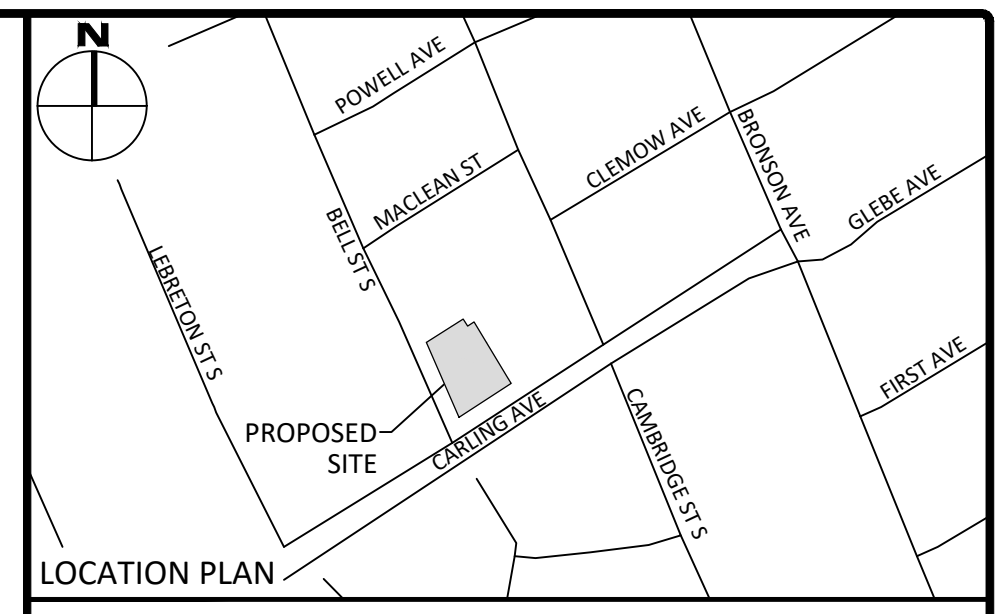 N
POWELL AVE
MACLEAN ST
CLEMOW AVE
BRONSON AVE
GLEBE AVE
BELL ST S
LEBRETON ST S
FIRST AVE
PROPOSED
SITE
CARLING AVE
CAMBRIDGE ST S
LOCATION PLAN